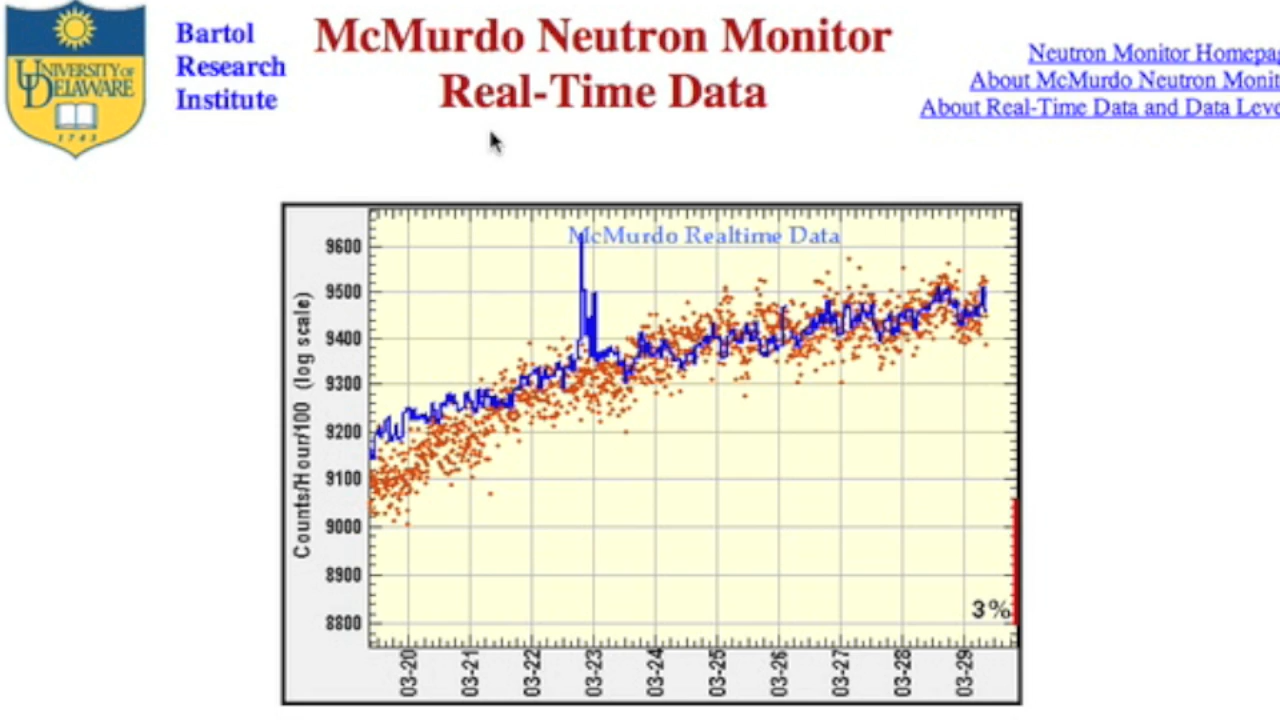 UNIVERSITY OF
DELAWARE
1743
Bartol
Research
Institute
McMurdo Neutron Monitor
Real-Time Data
Neutron Monitor Homepag
About McMurdo Neutron Monit
About Real-Time Data and Data Leve
McMurdo Realtime Data
Counts/Hour/100 (log scale)
9600
9500
9400
9300
9200
9100
9000
8900
8800
3%
03-20
03-21
03-22
03-23
03-24
03-25
03-26
03-27
03-28
03-29